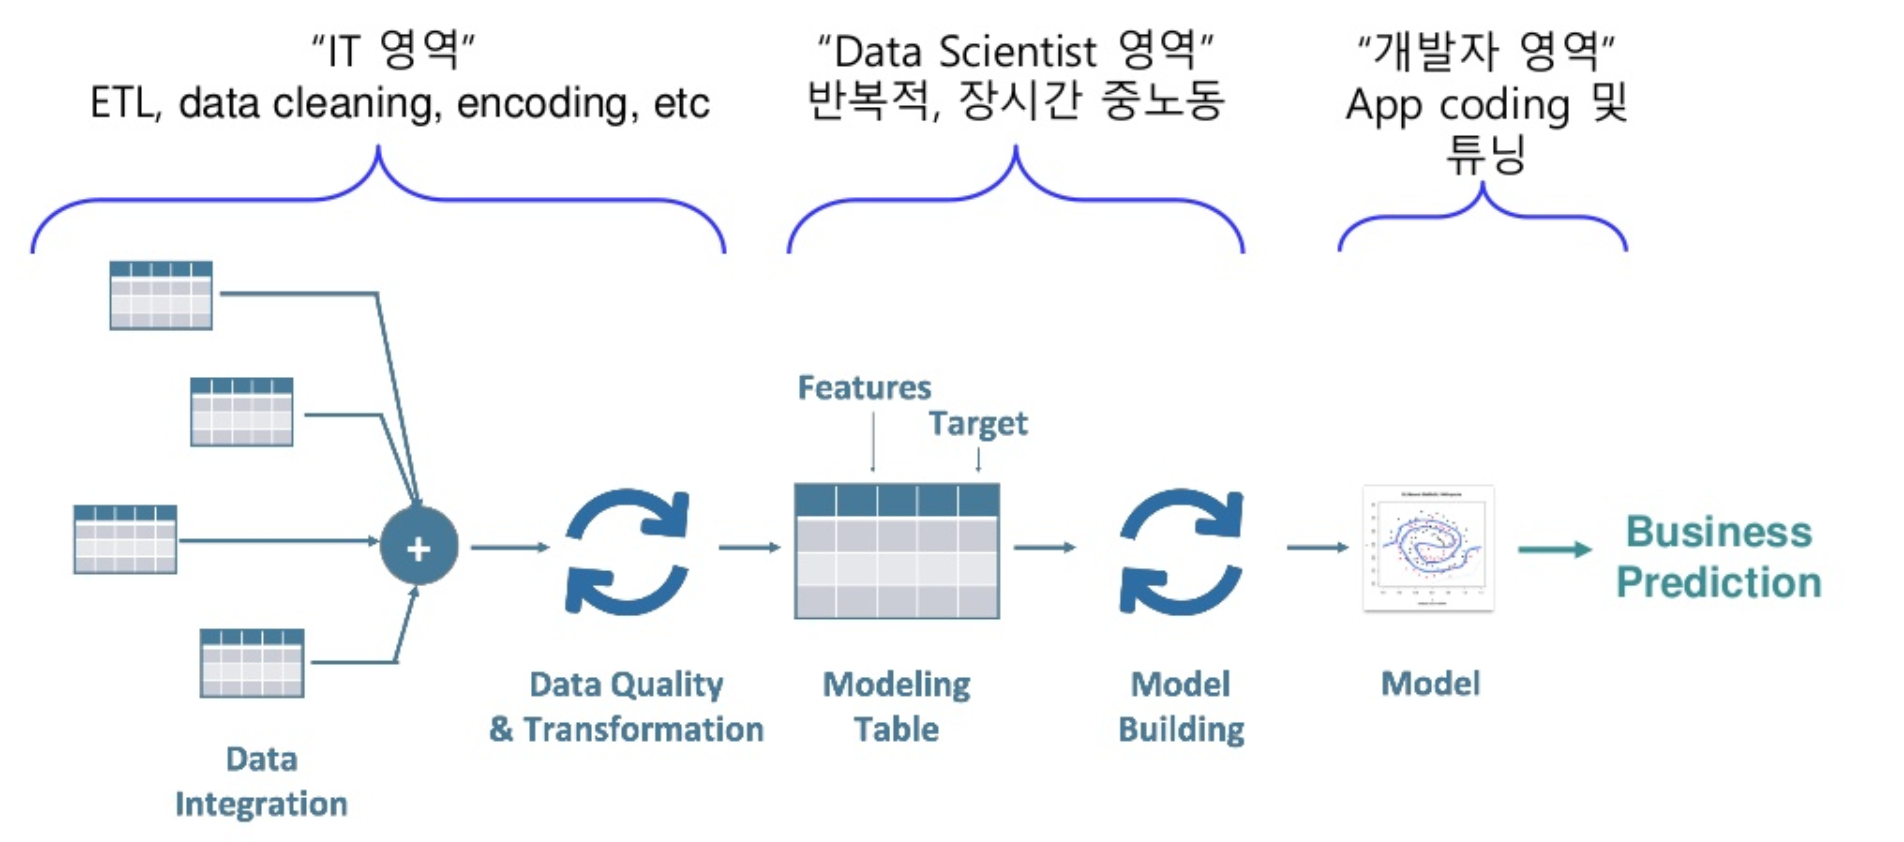 “IT 영역”
ETL, data cleaning, encoding, etc
“Data Scientist 영역”
반복적, 장시간 중노동
“개발자 영역”
App coding 및
튜닝
Features
Target
+
Business
Prediction
Data Quality
& Transformation
Modeling
Table
Model
Building
Model
Data
Integration